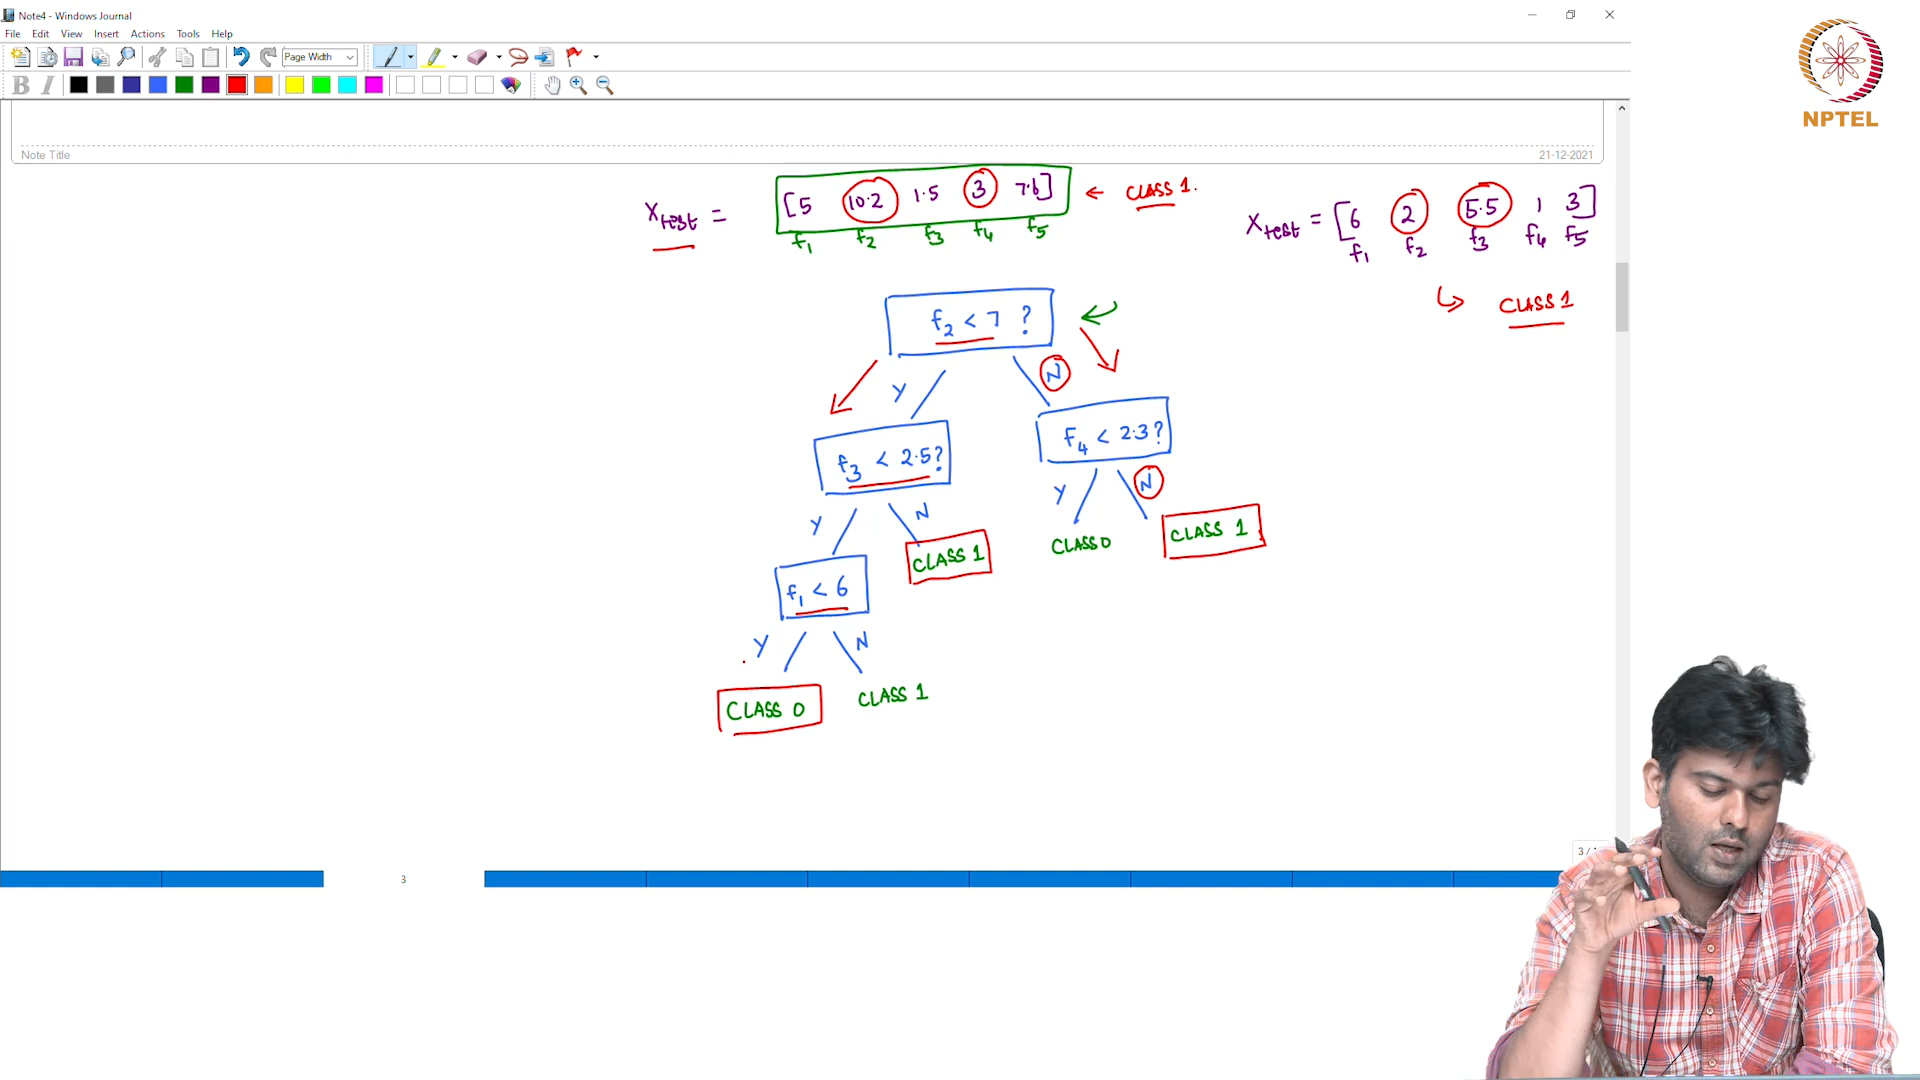 Note4 - Windows Journal
File Edit View Insert Actions Tools Help
Page Width
B I
NPTEL
Note Title
21-12-2021
Xtest = [5 10.2 1.5 3 7.6] ← CLASS 1.
f1 f2 f3 f4 f5
Xtest = [6 2 5.5 1 3]
f1 f2 f3 f4 f5
↳ CLASS 1
f2 < 7 ?
Y N
f3 < 2.5?
f4 < 2.3?
Y N
Y N
CLASS 1
CLASS 0
CLASS 1
f1 < 6
Y N
CLASS 0
CLASS 1
3